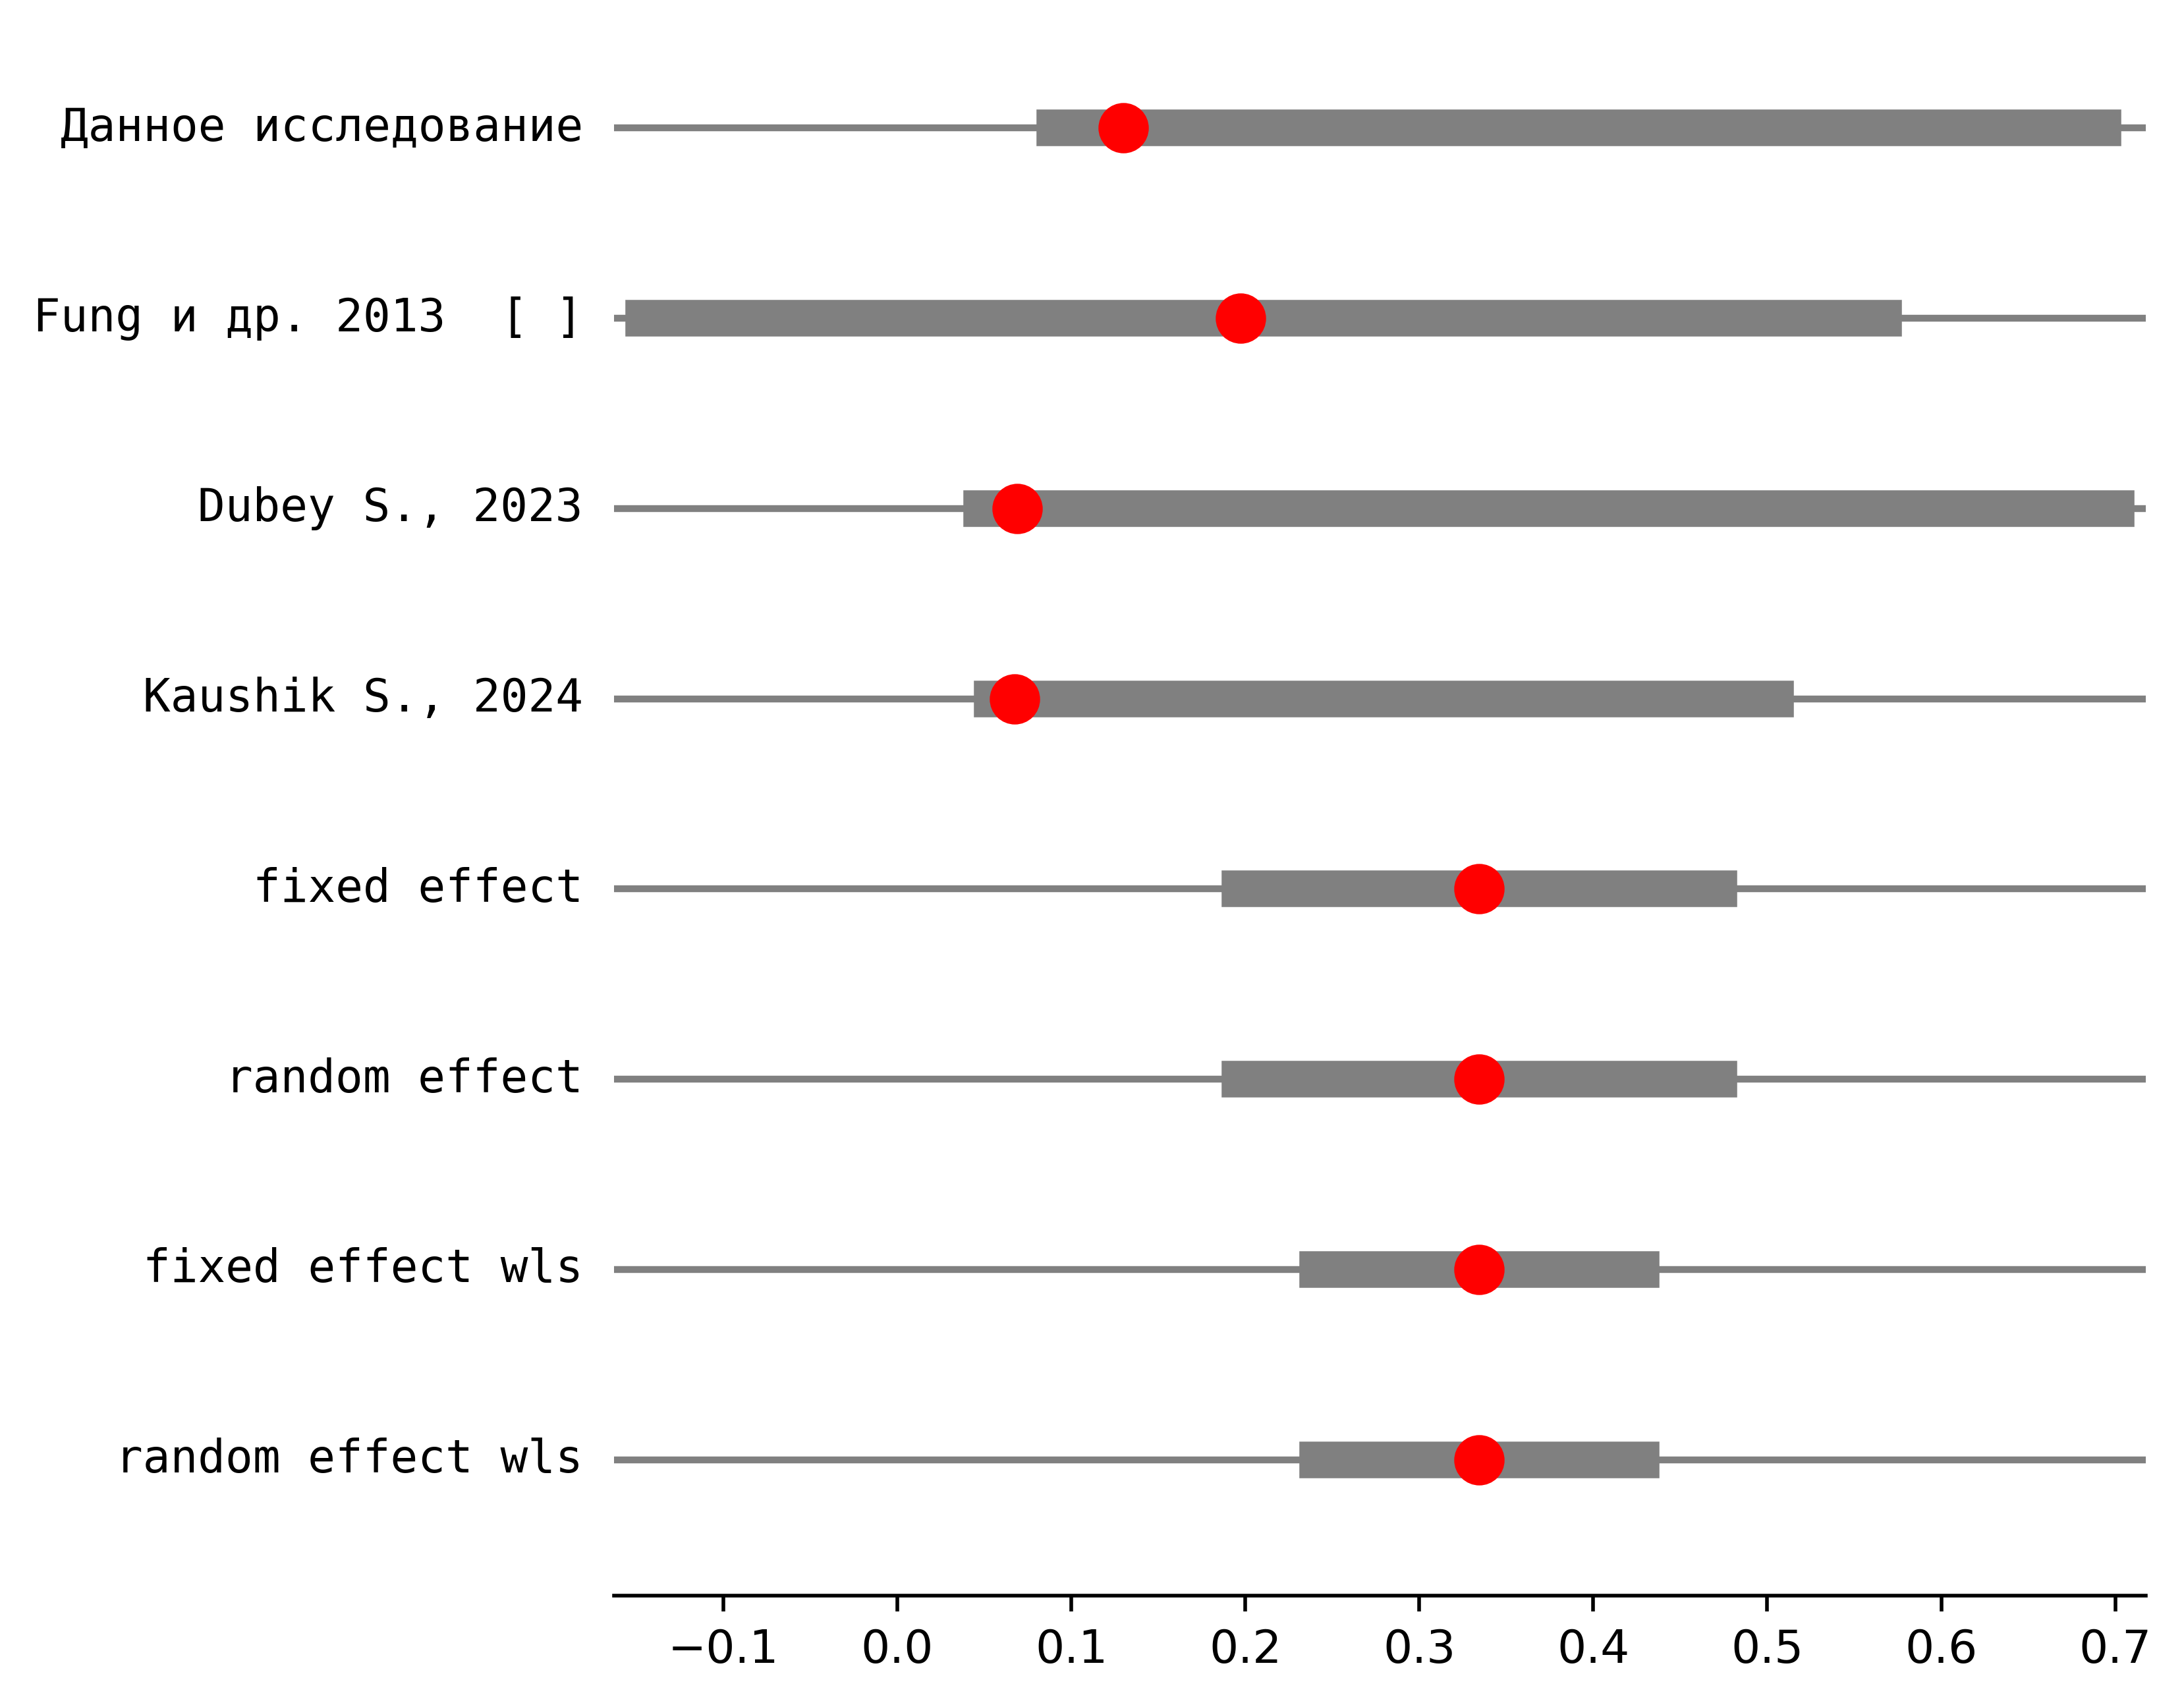 Данное исследование
Fung и др. 2013  [ ]
Dubey S., 2023
Kaushik S., 2024
fixed effect
random effect
fixed effect wls
random effect wls
−0.1 0.0 0.1 0.2 0.3 0.4 0.5 0.6 0.7